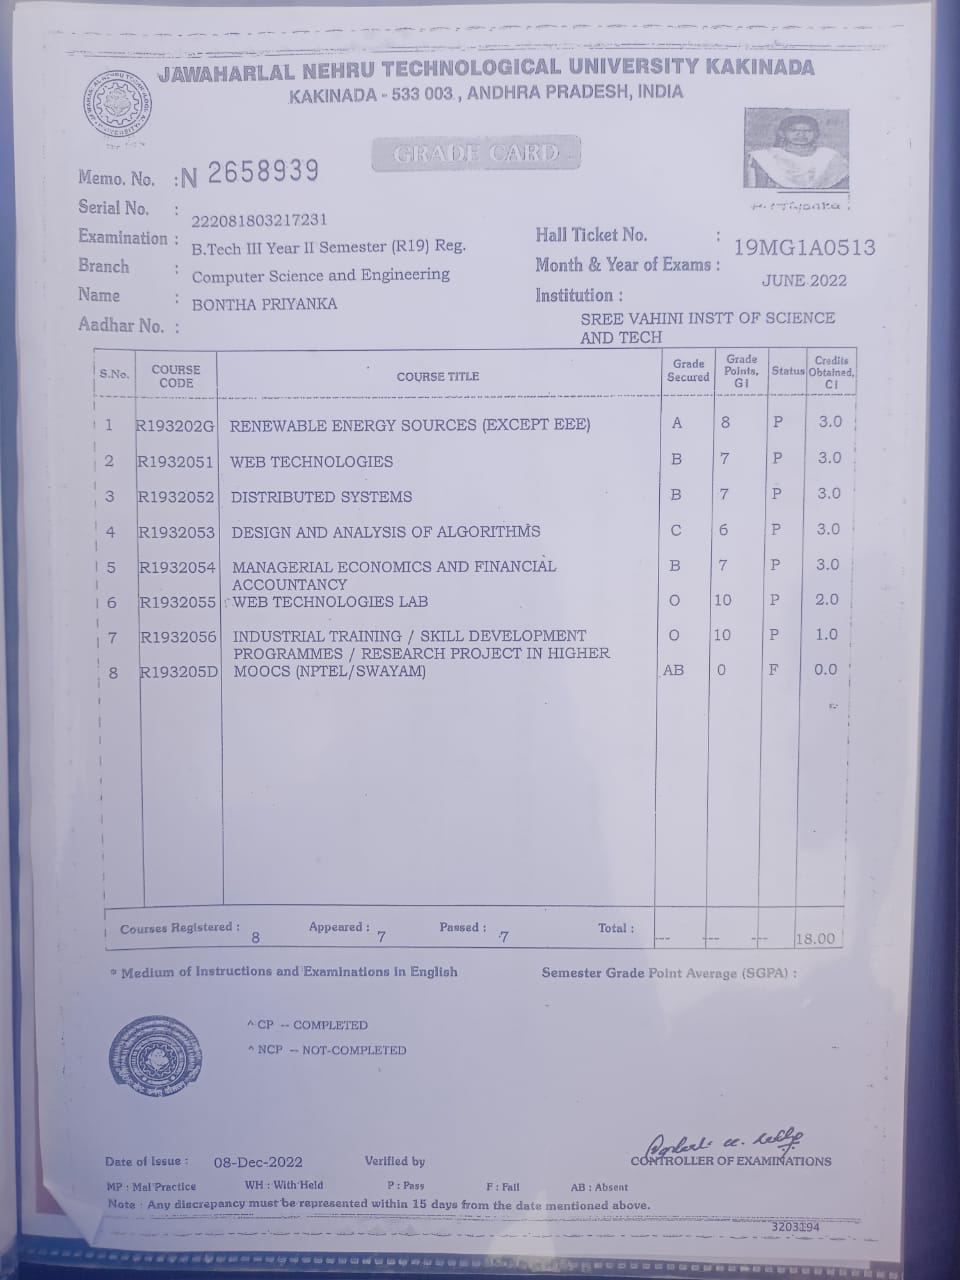 JAWAHARLAL NEHRU TECHNOLOGICAL UNIVERSITY KAKINADA
KAKINADA - 533 003., ANDHRA PRADESH, INDIA
GRADE CARD
Memo. No. : N 2658939
Serial No. : 222081803217231
Examination : B.Tech III Year II Semester (R19) Reg.
Hall Ticket No. : 19MG1A0513
Branch : Computer Science and Engineering
Month & Year of Exams : JUNE 2022
Name : BONTHA PRIYANKA
Institution :
SREE VAHINI INSTT OF SCIENCE
AND TECH
Aadhar No. :
S.No. COURSE CODE COURSE TITLE Grade Secured Grade Points, GI Status Credits Obtained, CI
1 R193202G RENEWABLE ENERGY SOURCES (EXCEPT EEE) A 8 P 3.0
2 R1932051 WEB TECHNOLOGIES B 7 P 3.0
3 R1932052 DISTRIBUTED SYSTEMS B 7 P 3.0
4 R1932053 DESIGN AND ANALYSIS OF ALGORITHMS C 6 P 3.0
5 R1932054 MANAGERIAL ECONOMICS AND FINANCIAL B 7 P 3.0
ACCOUNTANCY
6 R1932055 WEB TECHNOLOGIES LAB O 10 P 2.0
7 R1932056 INDUSTRIAL TRAINING / SKILL DEVELOPMENT O 10 P 1.0
PROGRAMMES / RESEARCH PROJECT IN HIGHER
8 R193205D MOOCS (NPTEL/SWAYAM) AB 0 F 0.0
Courses Registered : 8 Appeared : 7 Passed : 7 Total : --- --- --- 18.00
* Medium of Instructions and Examinations in English
Semester Grade Point Average (SGPA) :
^ CP -- COMPLETED
^ NCP -- NOT-COMPLETED
Date of Issue : 08-Dec-2022 Verified by
CONTROLLER OF EXAMINATIONS
MP : Mal Practice WH : With Held P : Pass F : Fail AB : Absent
Note : Any discrepancy must be represented within 15 days from the date mentioned above.
3203194